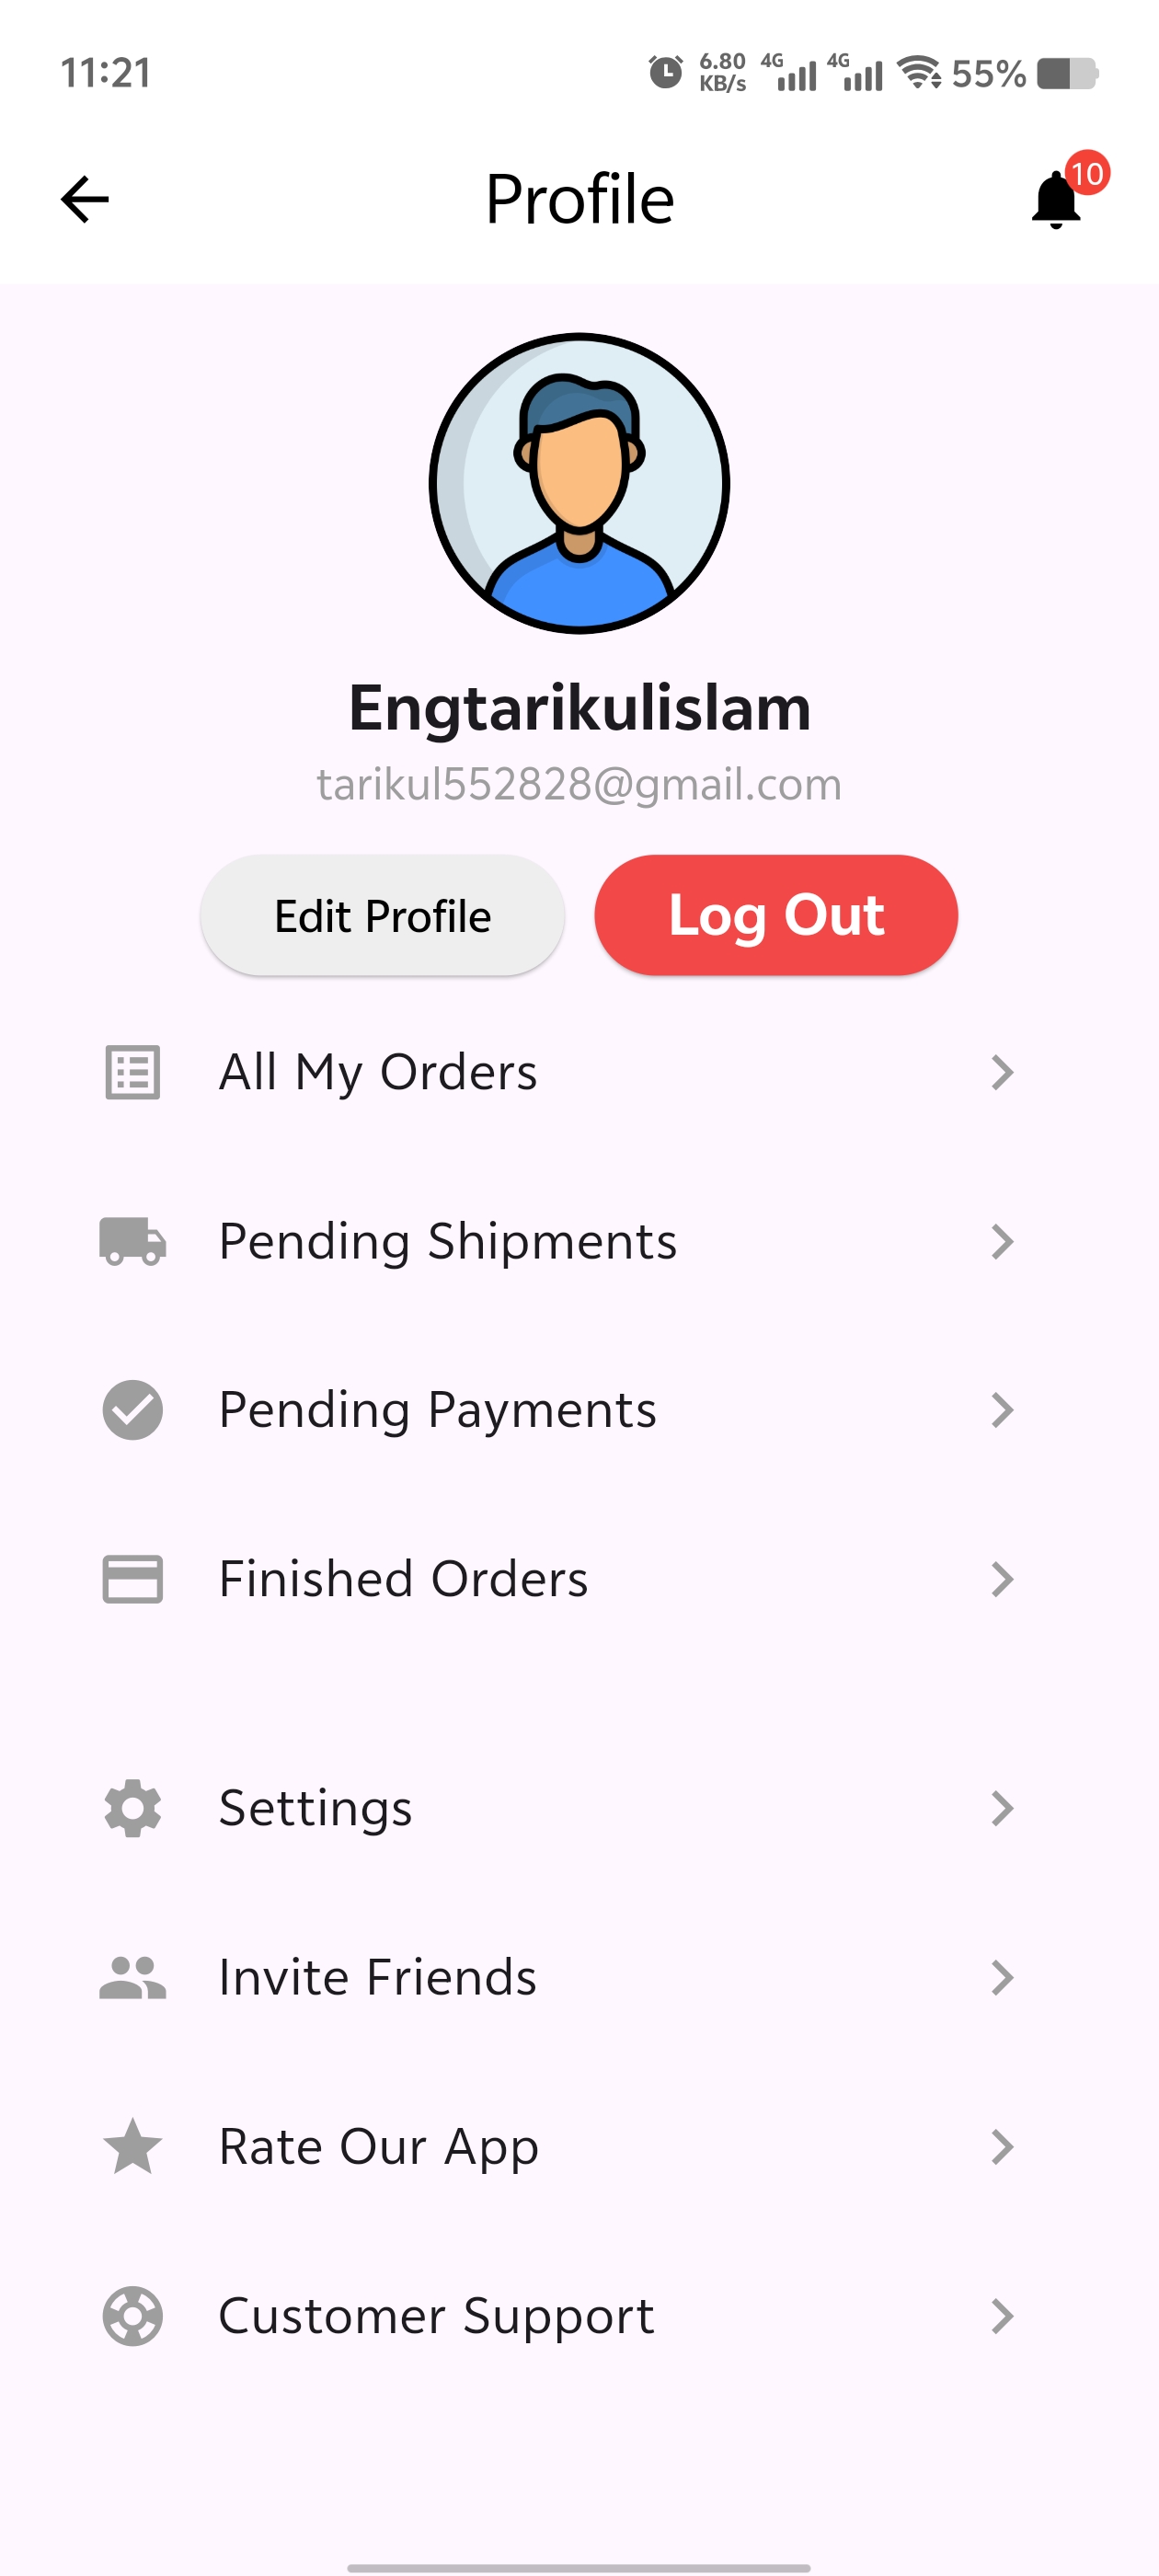 11:21
6.80 KB/s 4G 4G 55%
Profile
10
Engtarikulislam
tarikul552828@gmail.com
Edit Profile
Log Out
All My Orders
Pending Shipments
Pending Payments
Finished Orders
Settings
Invite Friends
Rate Our App
Customer Support